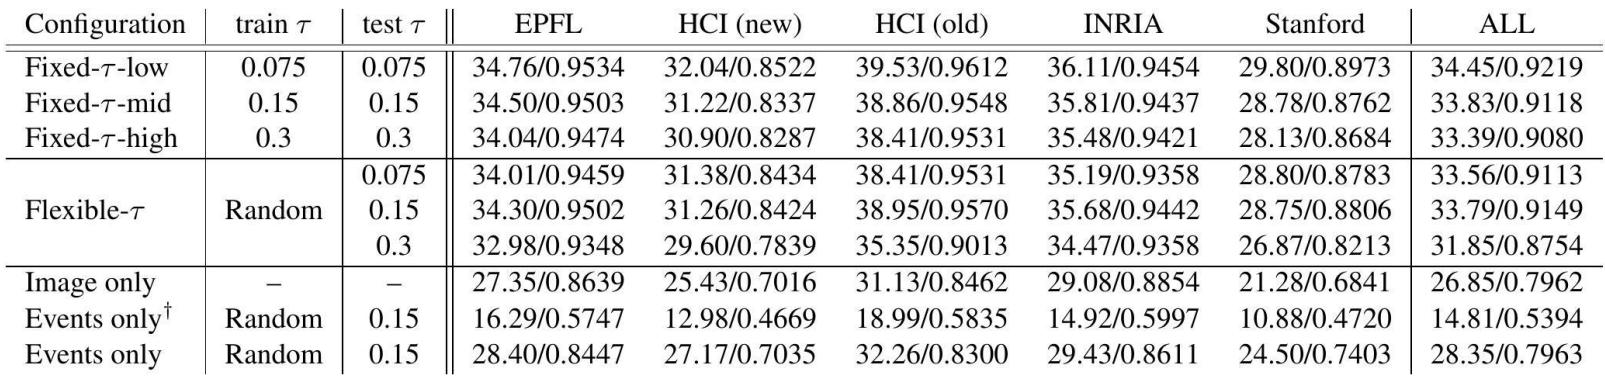 Configuration train τ test τ EPFL HCI (new) HCI (old) INRIA Stanford ALL
Fixed-τ-low 0.075 0.075 34.76/0.9534 32.04/0.8522 39.53/0.9612 36.11/0.9454 29.80/0.8973 34.45/0.9219
Fixed-τ-mid 0.15 0.15 34.50/0.9503 31.22/0.8337 38.86/0.9548 35.81/0.9437 28.78/0.8762 33.83/0.9118
Fixed-τ-high 0.3 0.3 34.04/0.9474 30.90/0.8287 38.41/0.9531 35.48/0.9421 28.13/0.8684 33.39/0.9080
0.075 34.01/0.9459 31.38/0.8434 38.41/0.9531 35.19/0.9358 28.80/0.8783 33.56/0.9113
Flexible-τ Random 0.15 34.30/0.9502 31.26/0.8424 38.95/0.9570 35.68/0.9442 28.75/0.8806 33.79/0.9149
0.3 32.98/0.9348 29.60/0.7839 35.35/0.9013 34.47/0.9358 26.87/0.8213 31.85/0.8754
Image only – – 27.35/0.8639 25.43/0.7016 31.13/0.8462 29.08/0.8854 21.28/0.6841 26.85/0.7962
Events only† Random 0.15 16.29/0.5747 12.98/0.4669 18.99/0.5835 14.92/0.5997 10.88/0.4720 14.81/0.5394
Events only Random 0.15 28.40/0.8447 27.17/0.7035 32.26/0.8300 29.43/0.8611 24.50/0.7403 28.35/0.7963